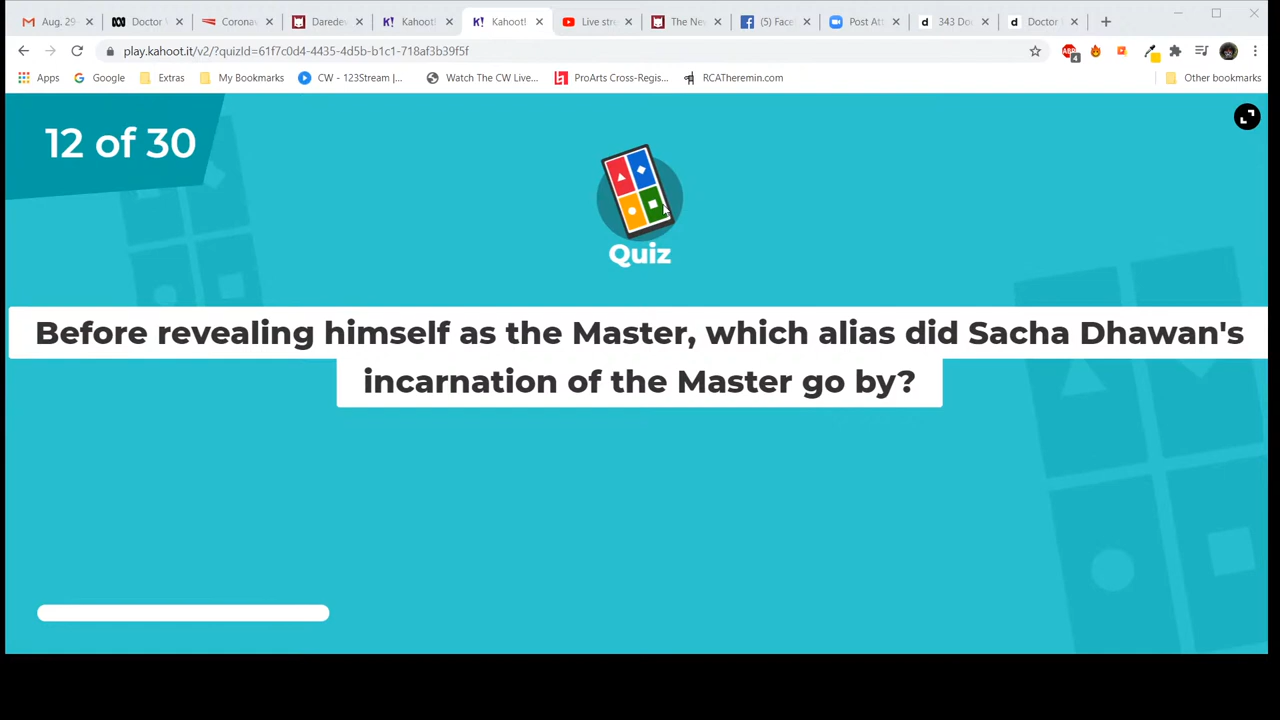 Aug. 29-
Doctor
Coronav
Daredev
Kahoot!
Kahoot!
Live stre
The Nev
(5) Face
Post Att
343 Do
Doctor
play.kahoot.it/v2/?quizId=61f7c0d4-4435-4d5b-b1c1-718af3b39f5f
Apps
Google
Extras
My Bookmarks
CW - 123Stream |...
Watch The CW Live...
ProArts Cross-Regis...
RCATheremin.com
Other bookmarks
12 of 30
Quiz
Before revealing himself as the Master, which alias did Sacha Dhawan's
incarnation of the Master go by?